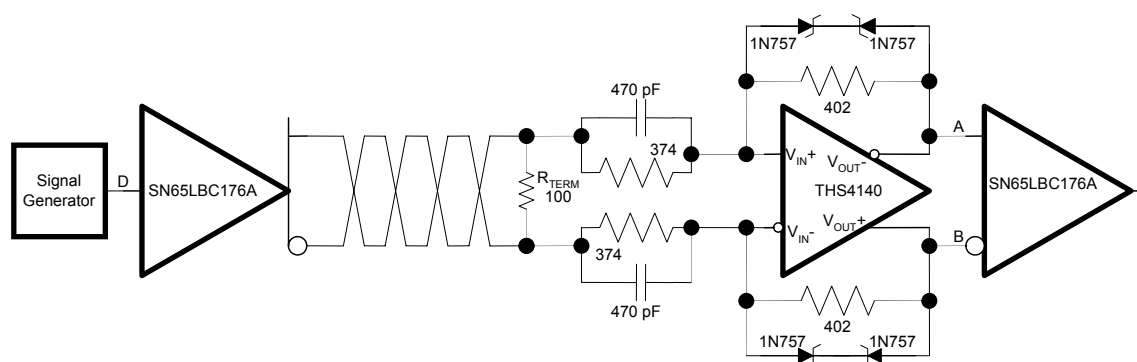 1N757
1N757
402
470 pF
374
A
V_IN+
V_OUT-
THS4140
V_OUT+
V_IN-
B
Signal
Generator
D
SN65LBC176A
R_TERM
100
SN65LBC176A
374
470 pF
402
1N757
1N757